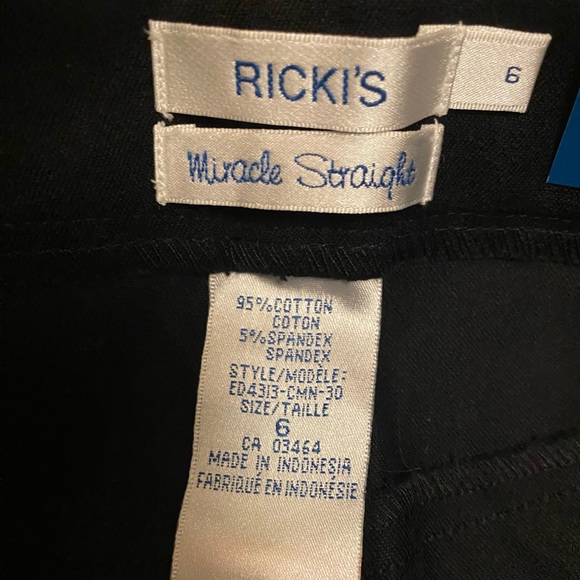 RICKI'S
6
Miracle Straight
95% COTTON
COTON
5% SPANDEX
SPANDEX
STYLE/MODÈLE:
ED4313-CMN-30
SIZE/TAILLE
6
CA 03464
MADE IN INDONESIA
FABRIQUÉ EN INDONÉSIE